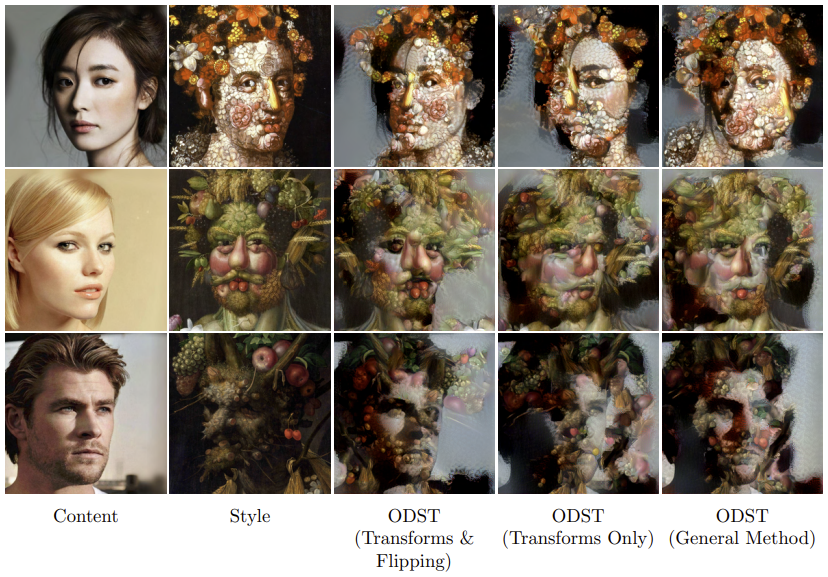 Content
Style
ODST
(Transforms &
Flipping)
ODST
(Transforms Only)
ODST
(General Method)